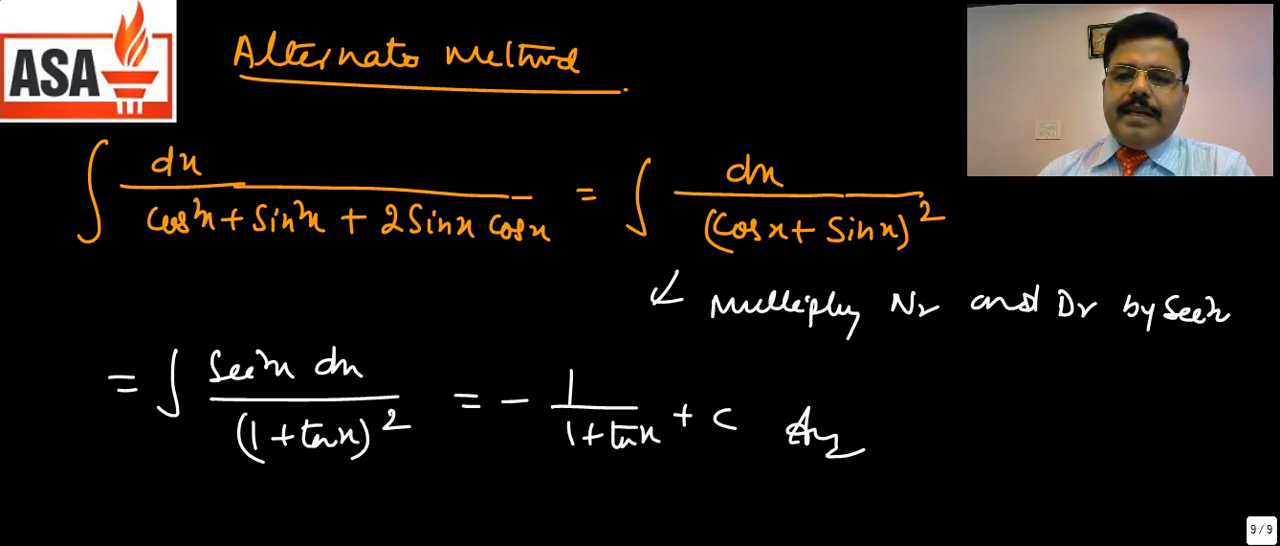 ASA
Alternate Method
∫ dx / (cos²x + sin²x + 2 sinx cosx) = ∫ dx / (cosx + sinx)²
↙ Multiply Nr and Dr by sec²x
= ∫ sec²x dx / (1 + tanx)² = - 1 / (1 + tanx) + c Ans
9 / 9